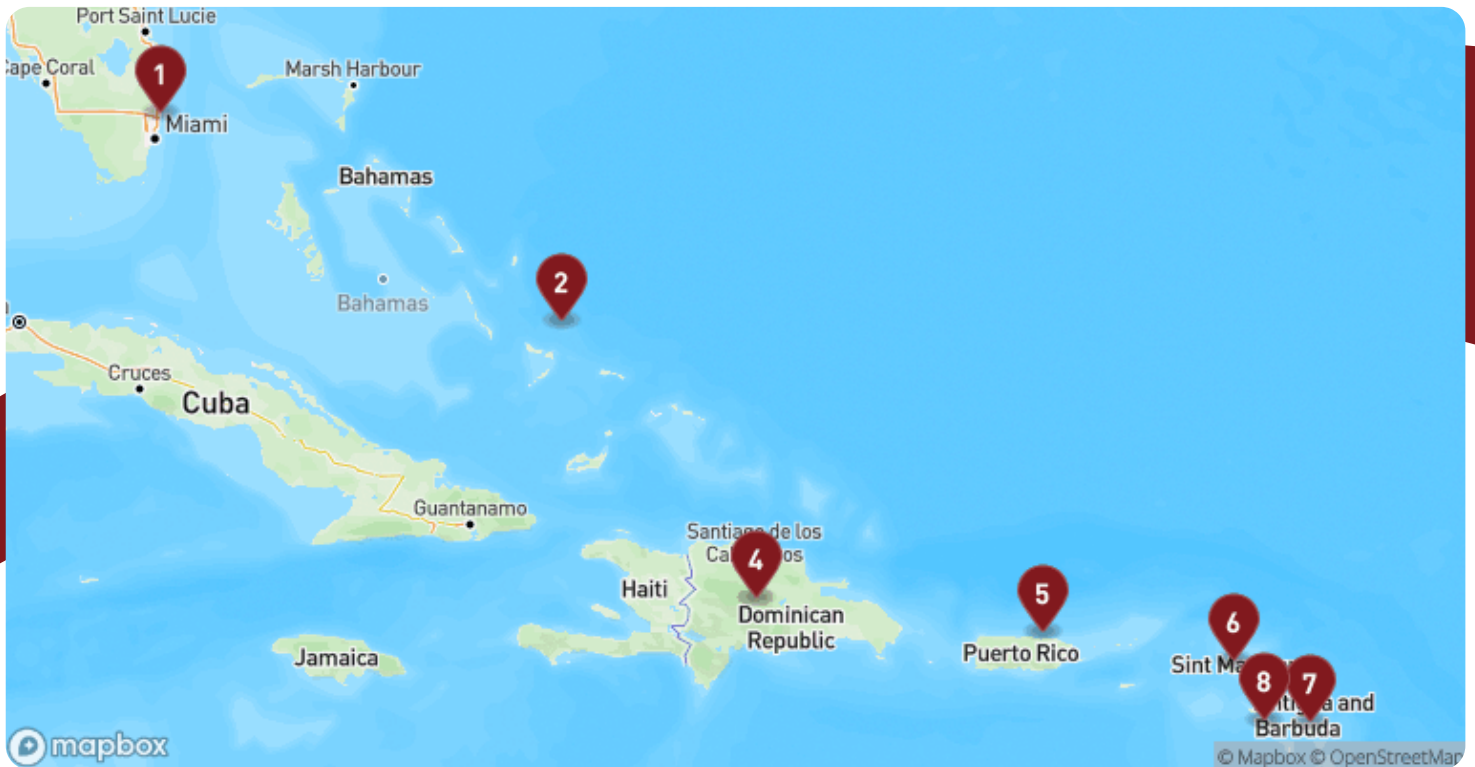 Port Saint Lucie
Cape Coral
1
Marsh Harbour
Miami
Bahamas
2
Bahamas
Cruces
Cuba
Guantanamo
Santiago de los
4
Haiti
5
Dominican
Republic
6
Jamaica
Puerto Rico
Sint
8
7
and
Barbuda
mapbox
© Mapbox © OpenStreetMap